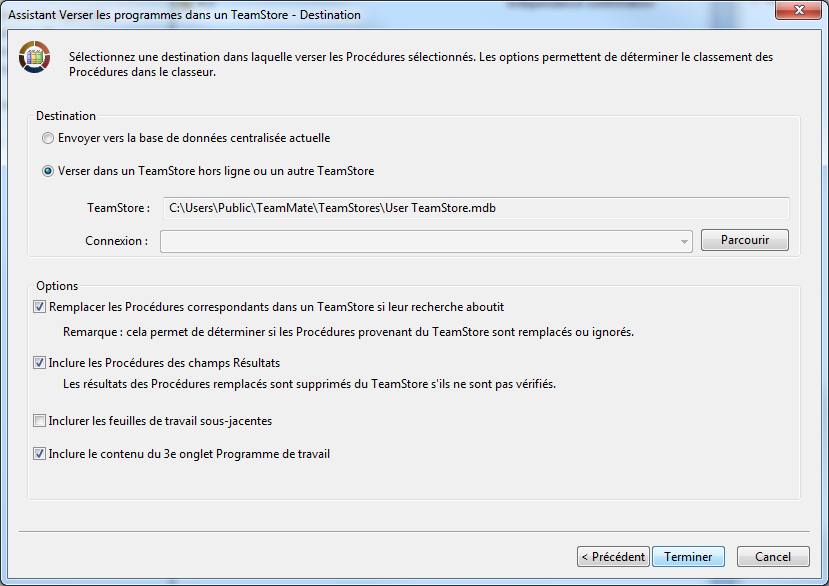 Assistant Verser les programmes dans un TeamStore - Destination
Sélectionnez une destination dans laquelle verser les Procédures sélectionnés. Les options permettent de déterminer le classement des
Procédures dans le classeur.
Destination
Envoyer vers la base de données centralisée actuelle
Verser dans un TeamStore hors ligne ou un autre TeamStore
TeamStore : C:\Users\Public\TeamMate\TeamStores\User TeamStore.mdb
Connexion : Parcourir
Options
Remplacer les Procédures correspondants dans un TeamStore si leur recherche aboutit
Remarque : cela permet de déterminer si les Procédures provenant du TeamStore sont remplacés ou ignorés.
Inclure les Procédures des champs Résultats
Les résultats des Procédures remplacé sont supprimés du TeamStore s'ils ne sont pas vérifiés.
Inclurer les feuilles de travail sous-jacentes
Inclure le contenu du 3e onglet Programme de travail
< Précédent Terminer Cancel